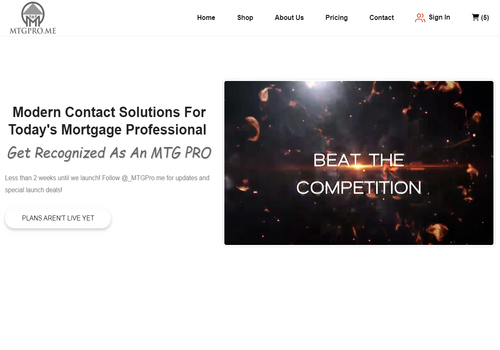 MTGPRO.ME
Home Shop About Us Pricing Contact Sign In (5)
Modern Contact Solutions For
Today's Mortgage Professional
Get Recognized As An MTG PRO
Less than 2 weeks until we launch! Follow @_MTGPro.me for updates and
special launch deals!
PLANS AREN'T LIVE YET
BEAT THE
COMPETITION